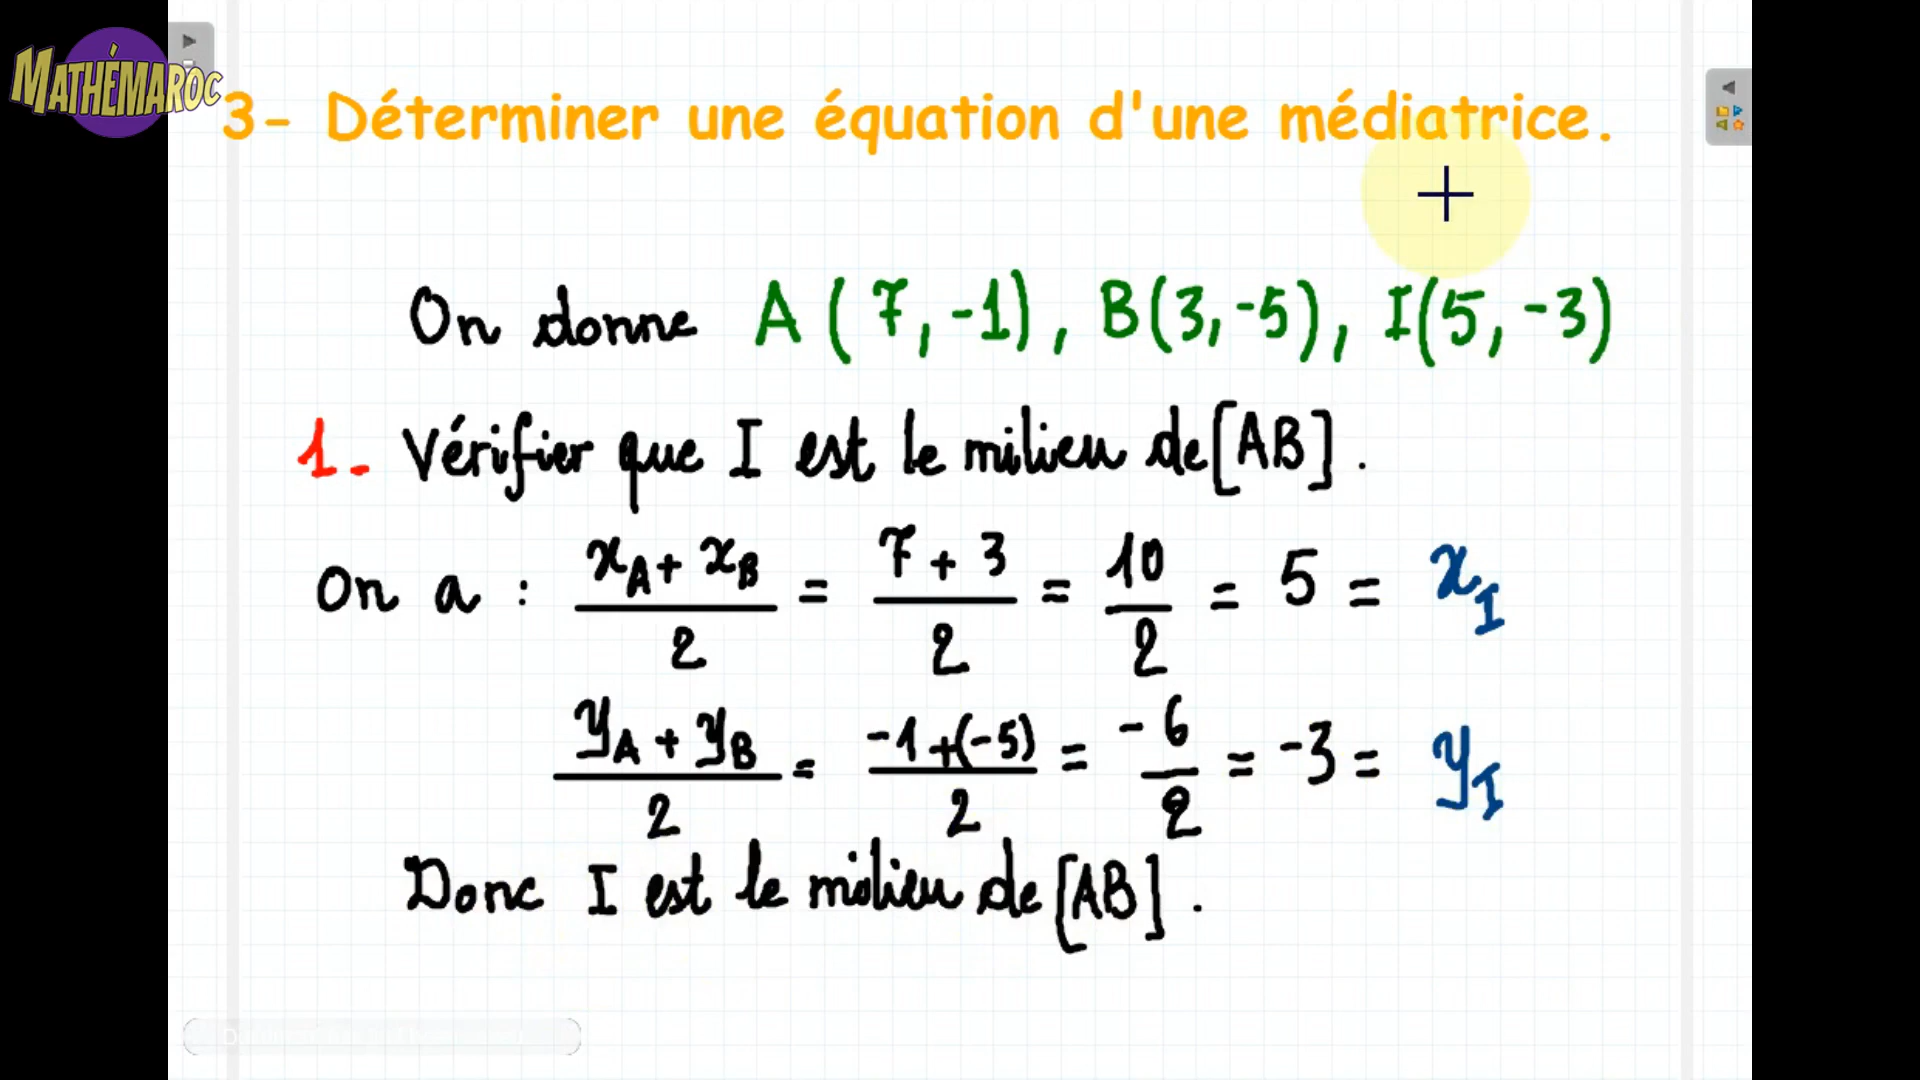 MATHÉMAROC
3- Déterminer une équation d'une médiatrice.
On donne A(7,-1), B(3,-5), I(5,-3)
1- Vérifier que I est le milieu de [AB].
On a : (x_A + x_B)/2 = (7 + 3)/2 = 10/2 = 5 = x_I
(y_A + y_B)/2 = (-1+(-5))/2 = -6/2 = -3 = y_I
Donc I est le milieu de [AB].